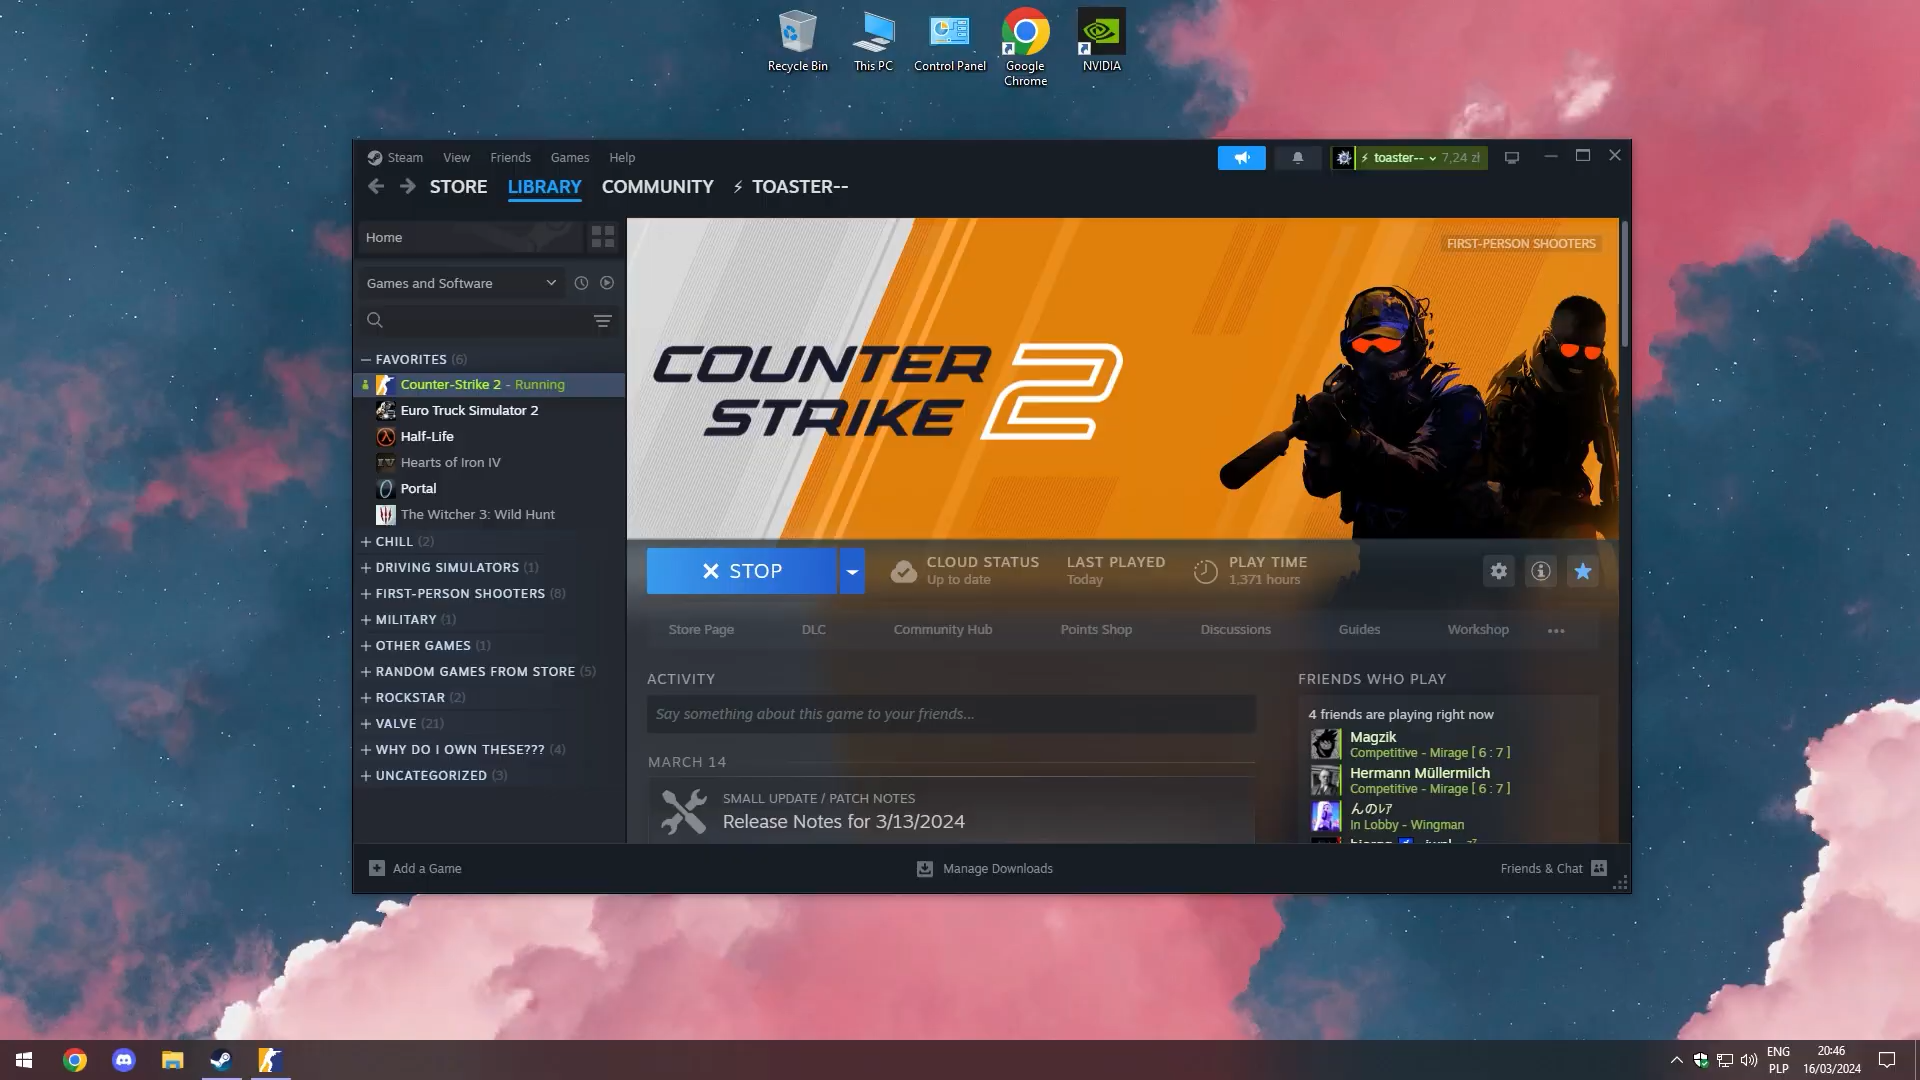 Recycle Bin
This PC
Control Panel
Google
Chrome
NVIDIA
Steam
View
Friends
Games
Help
toaster--
7,24 zł
STORE
LIBRARY
COMMUNITY
⚡ TOASTER--
Home
Games and Software
FAVORITES (6)
Counter-Strike 2 - Running
Euro Truck Simulator 2
Half-Life
Hearts of Iron IV
Portal
The Witcher 3: Wild Hunt
CHILL (2)
DRIVING SIMULATORS (1)
FIRST-PERSON SHOOTERS (8)
MILITARY (1)
OTHER GAMES (1)
RANDOM GAMES FROM STORE (5)
ROCKSTAR (2)
VALVE (21)
WHY DO I OWN THESE??? (4)
UNCATEGORIZED (3)
FIRST-PERSON SHOOTERS
COUNTER
STRIKE 2
STOP
CLOUD STATUS
Up to date
LAST PLAYED
Today
PLAY TIME
1,371 hours
Store Page
DLC
Community Hub
Points Shop
Discussions
Guides
Workshop
ACTIVITY
Say something about this game to your friends...
MARCH 14
SMALL UPDATE / PATCH NOTES
Release Notes for 3/13/2024
FRIENDS WHO PLAY
4 friends are playing right now
Magzik
Competitive - Mirage [ 6 : 7 ]
Hermann Müllermilch
Competitive - Mirage [ 6 : 7 ]
んのﾚｱ
In Lobby - Wingman
Add a Game
Manage Downloads
Friends & Chat
ENG
PLP
20:46
16/03/2024